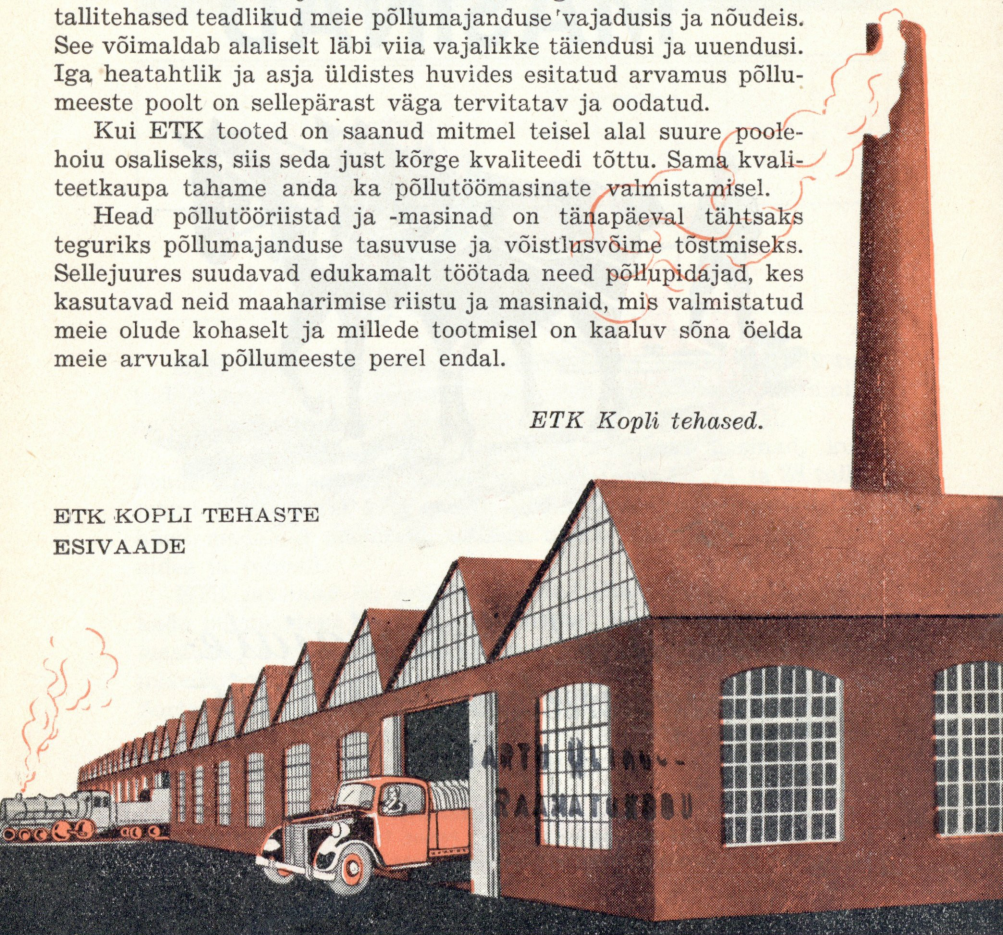 tallitehased teadlikud meie põllumajanduse vajadusis ja nõudeis.
See võimaldab alaliselt läbi viia vajalikke täiendusi ja uuendusi.
Iga heatahtlik ja asja üldistes huvides esitatud arvamus põllu-
meeste poolt on sellepärast väga tervitatav ja oodatud.
Kui ETK tooted on saanud mitmel teisel alal suure poole-
hoiu osaliseks, siis seda just kõrge kvaliteedi tõttu. Sama kvali-
teetkaupa tahame anda ka põllutöömasinate valmistamisel.
Head põllutööriistad ja -masinad on tänapäeval tähtsaks
teguriks põllumajanduse tasuvuse ja võistlusvõime tõstmiseks.
Sellejuures suudavad edukamalt töötada need põllupidajad, kes
kasutavad neid maaharimise riistu ja masinaid, mis valmistatud
meie olude kohaselt ja millede tootmisel on kaaluv sõna öelda
meie arvukal põllumeeste perel endal.
ETK Kopli tehased.
ETK KOPLI TEHASTE
ESIVAADE